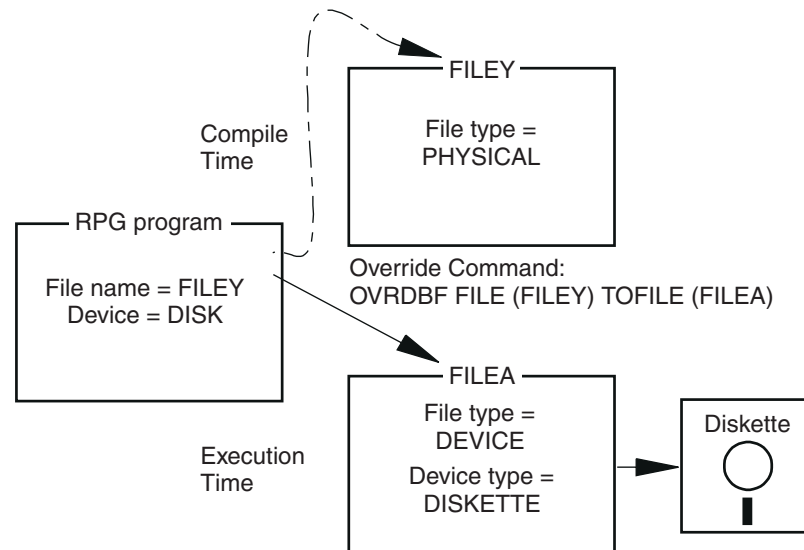 FILEY
Compile
Time
File type =
PHYSICAL
RPG program
File name = FILEY
Device = DISK
Override Command:
OVRDBF FILE (FILEY) TOFILE (FILEA)
FILEA
File type =
DEVICE
Device type =
DISKETTE
Execution
Time
Diskette